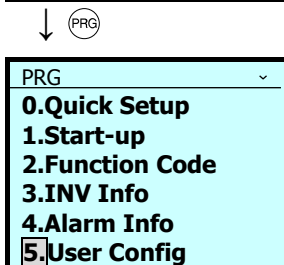 PRG
PRG
0.Quick Setup
1.Start-up
2.Function Code
3.INV Info
4.Alarm Info
5.User Config